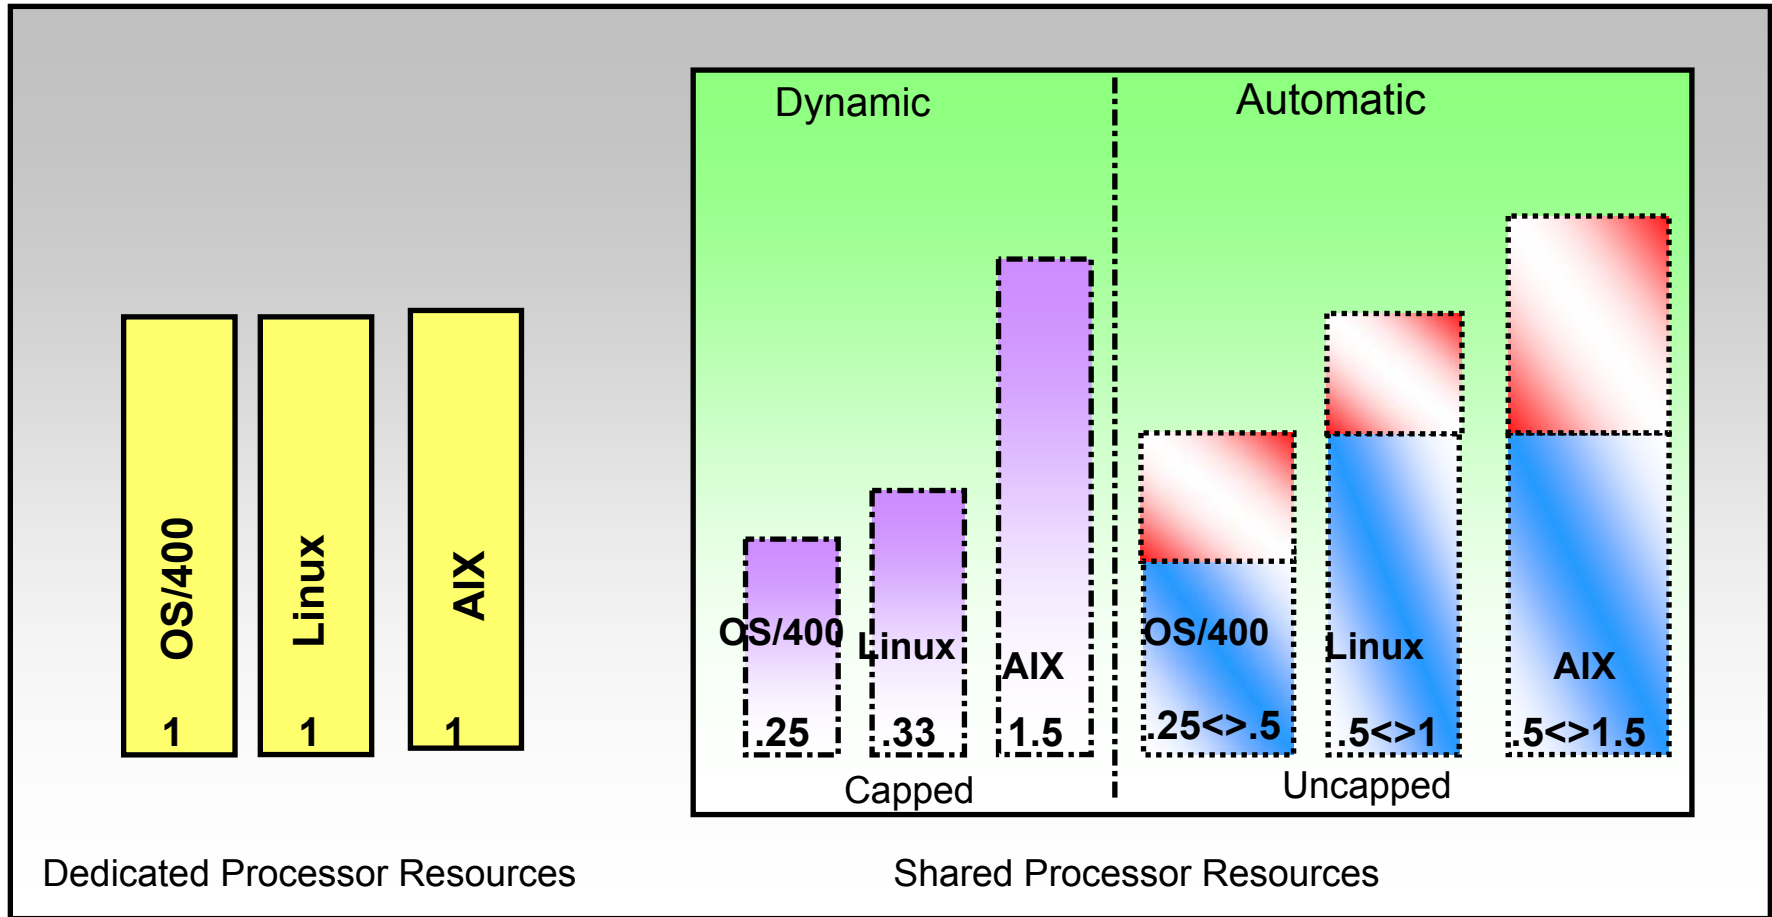 Dynamic
Automatic
OS/400
1
Linux
1
AIX
1
OS/400
.25
Linux
.33
AIX
1.5
OS/400
.25<>.5
Linux
.5<>1
AIX
.5<>1.5
Capped
Uncapped
Dedicated Processor Resources
Shared Processor Resources